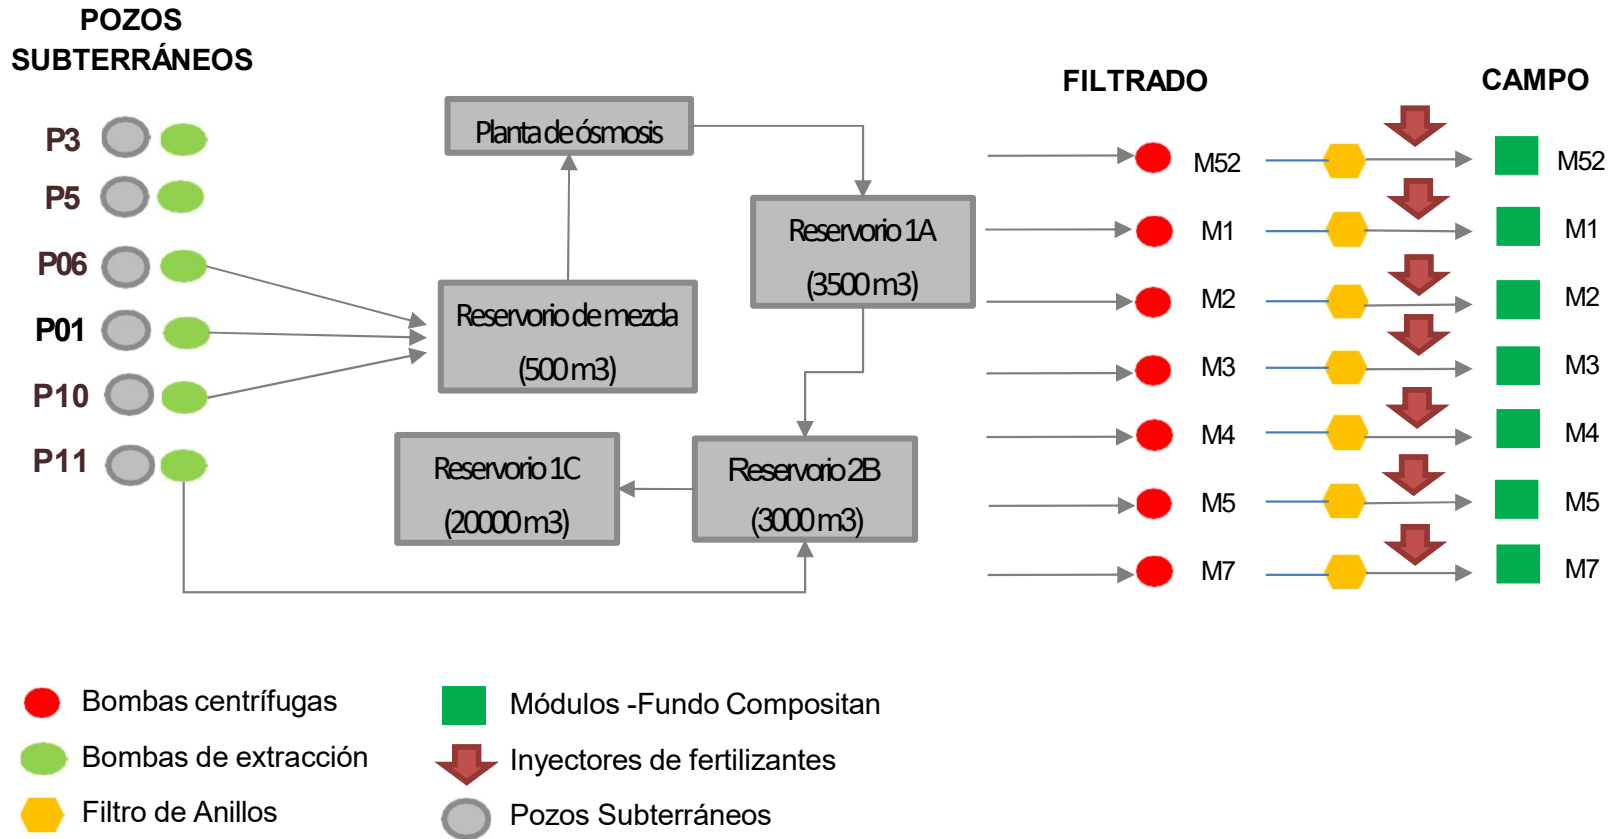 POZOS
SUBTERRÁNEOS
P3
P5
P06
P01
P10
P11
Planta de ósmosis
Reservorio 1A
(3500 m3)
Reservorio de mezda
(500 m3)
Reservorio 1C
(20000 m3)
Reservorio 2B
(3000 m3)
FILTRADO
CAMPO
M52
M52
M1
M1
M2
M2
M3
M3
M4
M4
M5
M5
M7
M7
Bombas centrífugas
Módulos -Fundo Compositan
Bombas de extracción
Inyectores de fertilizantes
Filtro de Anillos
Pozos Subterráneos